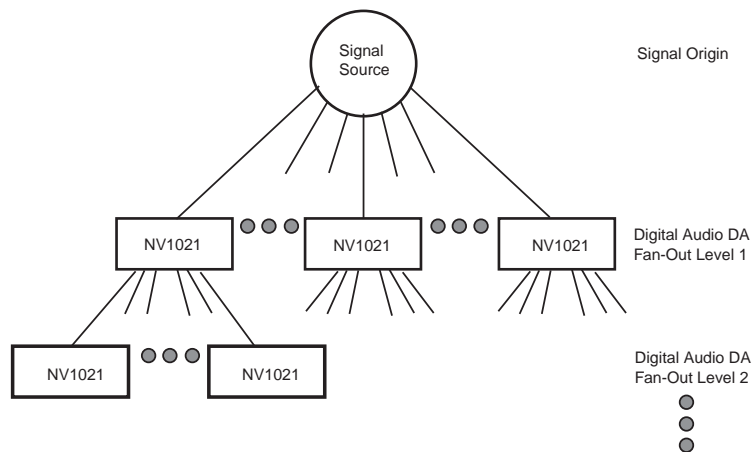 Signal
Source
Signal Origin
NV1021
NV1021
NV1021
Digital Audio DA
Fan-Out Level 1
NV1021
NV1021
Digital Audio DA
Fan-Out Level 2